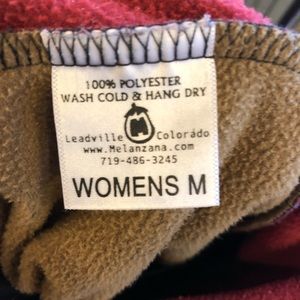 100% POLYESTER
WASH COLD & HANG DRY
M
Leadville Colorado
www.Melanzana.com
719-486-3245
WOMENS M